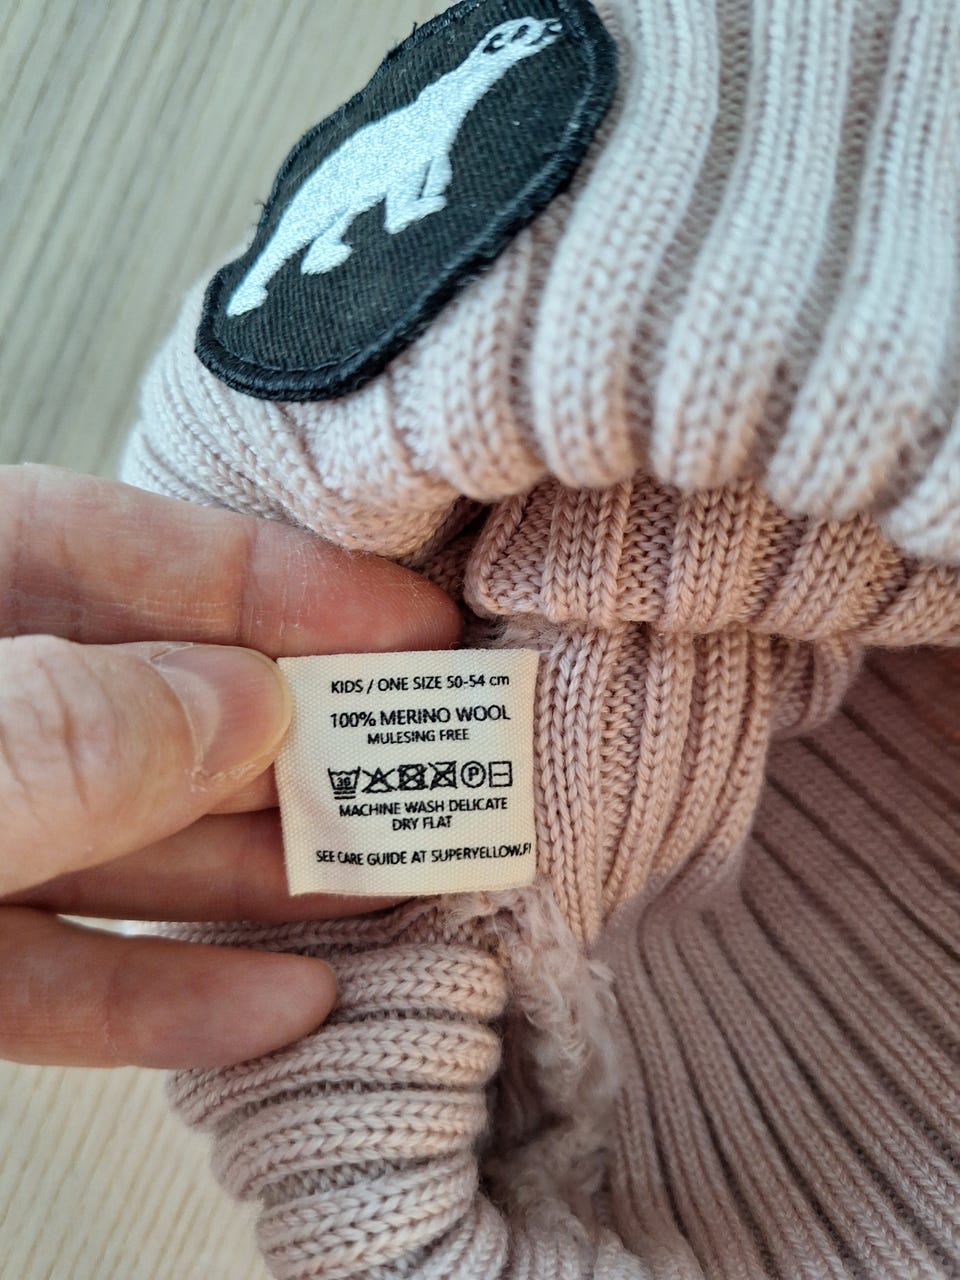 KIDS / ONE SIZE 50-54 cm
100% MERINO WOOL
MULESING FREE
30 P
MACHINE WASH DELICATE
DRY FLAT
SEE CARE GUIDE AT SUPERYELLOW.FI